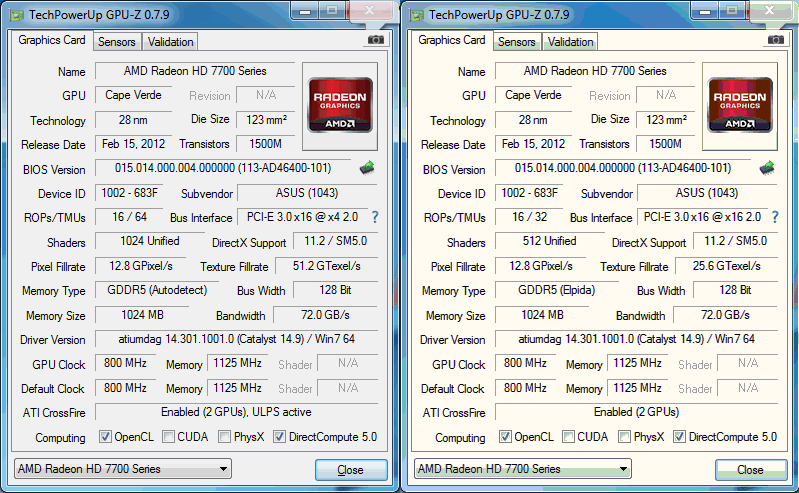 TechPowerUp GPU-Z 0.7.9
Graphics Card Sensors Validation
Name AMD Radeon HD 7700 Series
GPU Cape Verde Revision N/A
RADEON
GRAPHICS
AMD
Technology 28 nm Die Size 123 mm²
Release Date Feb 15, 2012 Transistors 1500M
BIOS Version 015.014.000.004.000000 (113-AD46400-101)
Device ID 1002 - 683F Subvendor ASUS (1043)
ROPs/TMUs 16 / 64 Bus Interface PCI-E 3.0 x16 @ x4 2.0 ?
Shaders 1024 Unified DirectX Support 11.2 / SM5.0
Pixel Fillrate 12.8 GPixel/s Texture Fillrate 51.2 GTexel/s
Memory Type GDDR5 (Autodetect) Bus Width 128 Bit
Memory Size 1024 MB Bandwidth 72.0 GB/s
Driver Version atiumdag 14.301.1001.0 (Catalyst 14.9) / Win7 64
GPU Clock 800 MHz Memory 1125 MHz Shader N/A
Default Clock 800 MHz Memory 1125 MHz Shader N/A
ATI CrossFire Enabled (2 GPUs), ULPS active
Computing OpenCL CUDA PhysX DirectCompute 5.0
AMD Radeon HD 7700 Series Close
TechPowerUp GPU-Z 0.7.9
Graphics Card Sensors Validation
Name AMD Radeon HD 7700 Series
GPU Cape Verde Revision N/A
RADEON
GRAPHICS
AMD
Technology 28 nm Die Size 123 mm²
Release Date Feb 15, 2012 Transistors 1500M
BIOS Version 015.014.000.004.000000 (113-AD46400-101)
Device ID 1002 - 683F Subvendor ASUS (1043)
ROPs/TMUs 16 / 32 Bus Interface PCI-E 3.0 x16 @ x16 2.0 ?
Shaders 512 Unified DirectX Support 11.2 / SM5.0
Pixel Fillrate 12.8 GPixel/s Texture Fillrate 25.6 GTexel/s
Memory Type GDDR5 (Elpida) Bus Width 128 Bit
Memory Size 1024 MB Bandwidth 72.0 GB/s
Driver Version atiumdag 14.301.1001.0 (Catalyst 14.9) / Win7 64
GPU Clock 800 MHz Memory 1125 MHz Shader N/A
Default Clock 800 MHz Memory 1125 MHz Shader N/A
ATI CrossFire Enabled (2 GPUs)
Computing OpenCL CUDA PhysX DirectCompute 5.0
AMD Radeon HD 7700 Series Close